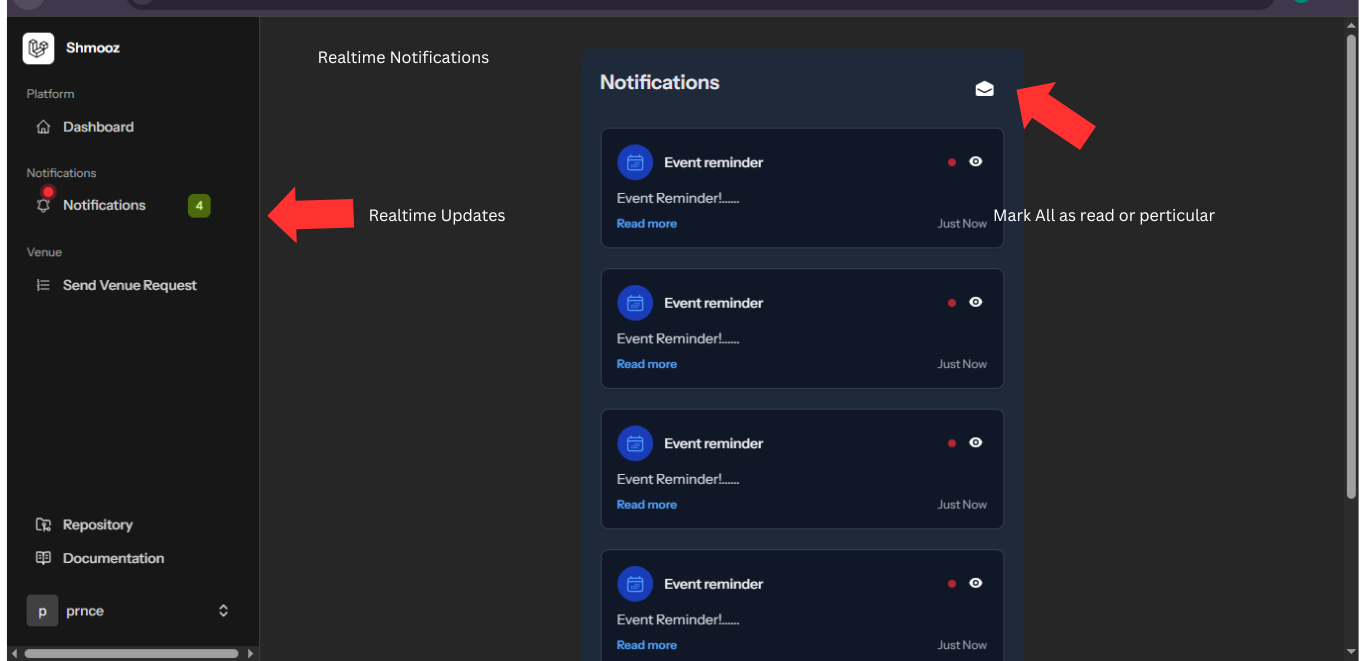 Shmooz
Platform
Dashboard
Notifications
Notifications 4
Venue
Send Venue Request
Repository
Documentation
p prnce
Realtime Notifications
Realtime Updates
Notifications
Event reminder
Event Reminder!......
Read more Just Now
Mark All as read or perticular
Event reminder
Event Reminder!......
Read more Just Now
Event reminder
Event Reminder!......
Read more Just Now
Event reminder
Event Reminder!......
Read more Just Now